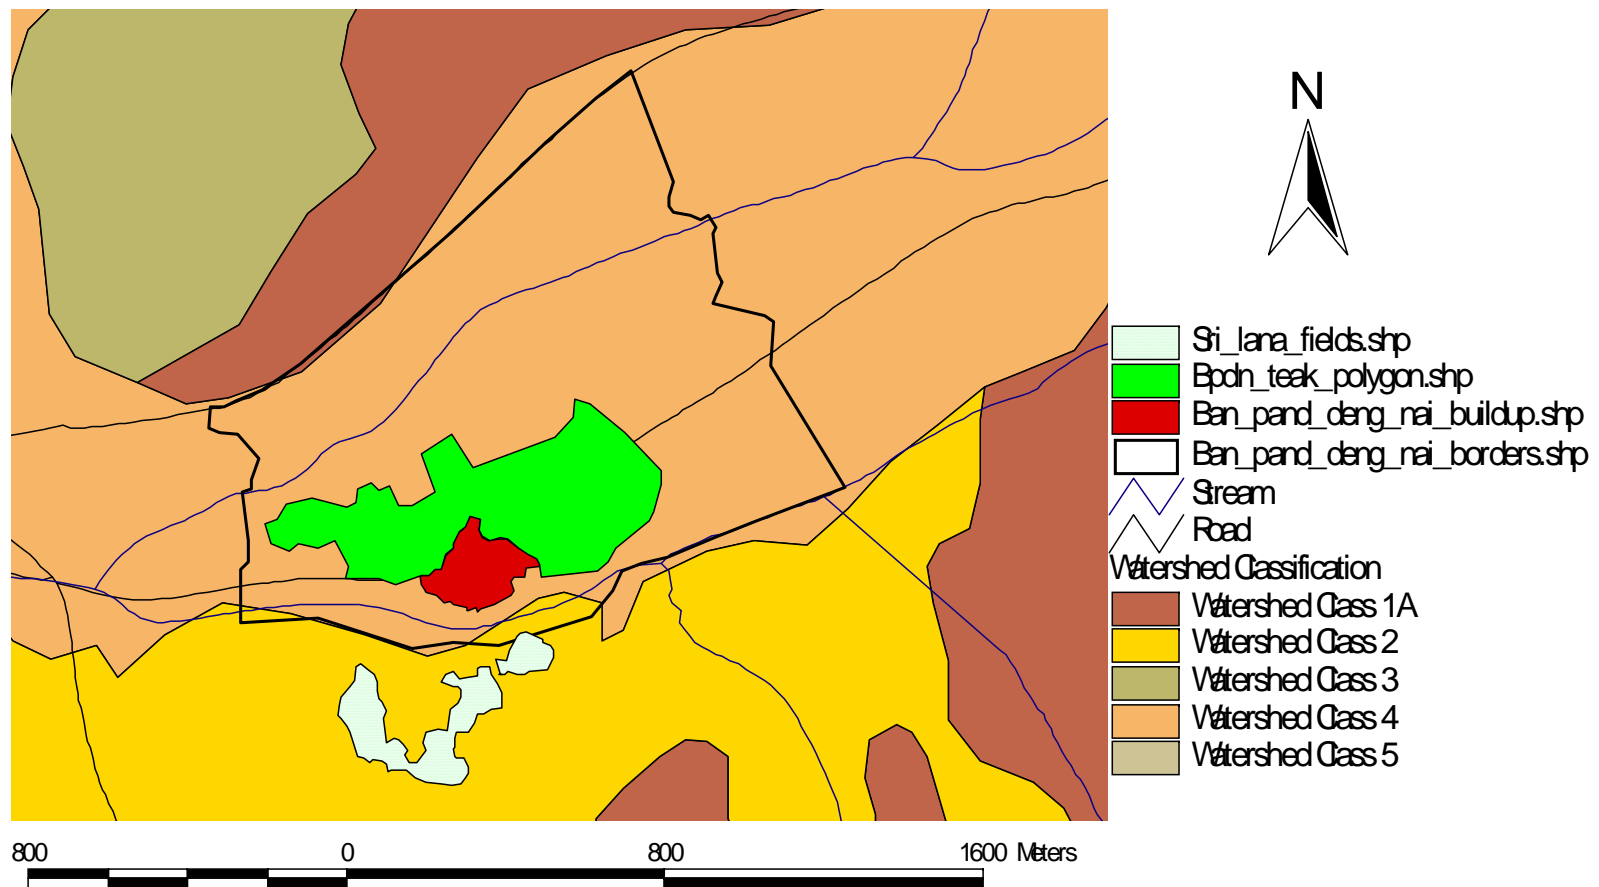 N
Sri_lana_fields.shp
Bpdn_teak_polygon.shp
Ban_pand_deng_nai_buildup.shp
Ban_pand_deng_nai_borders.shp
Stream
Road
Watershed Classification
Watershed Class 1A
Watershed Class 2
Watershed Class 3
Watershed Class 4
Watershed Class 5
800 0 800 1600 Meters